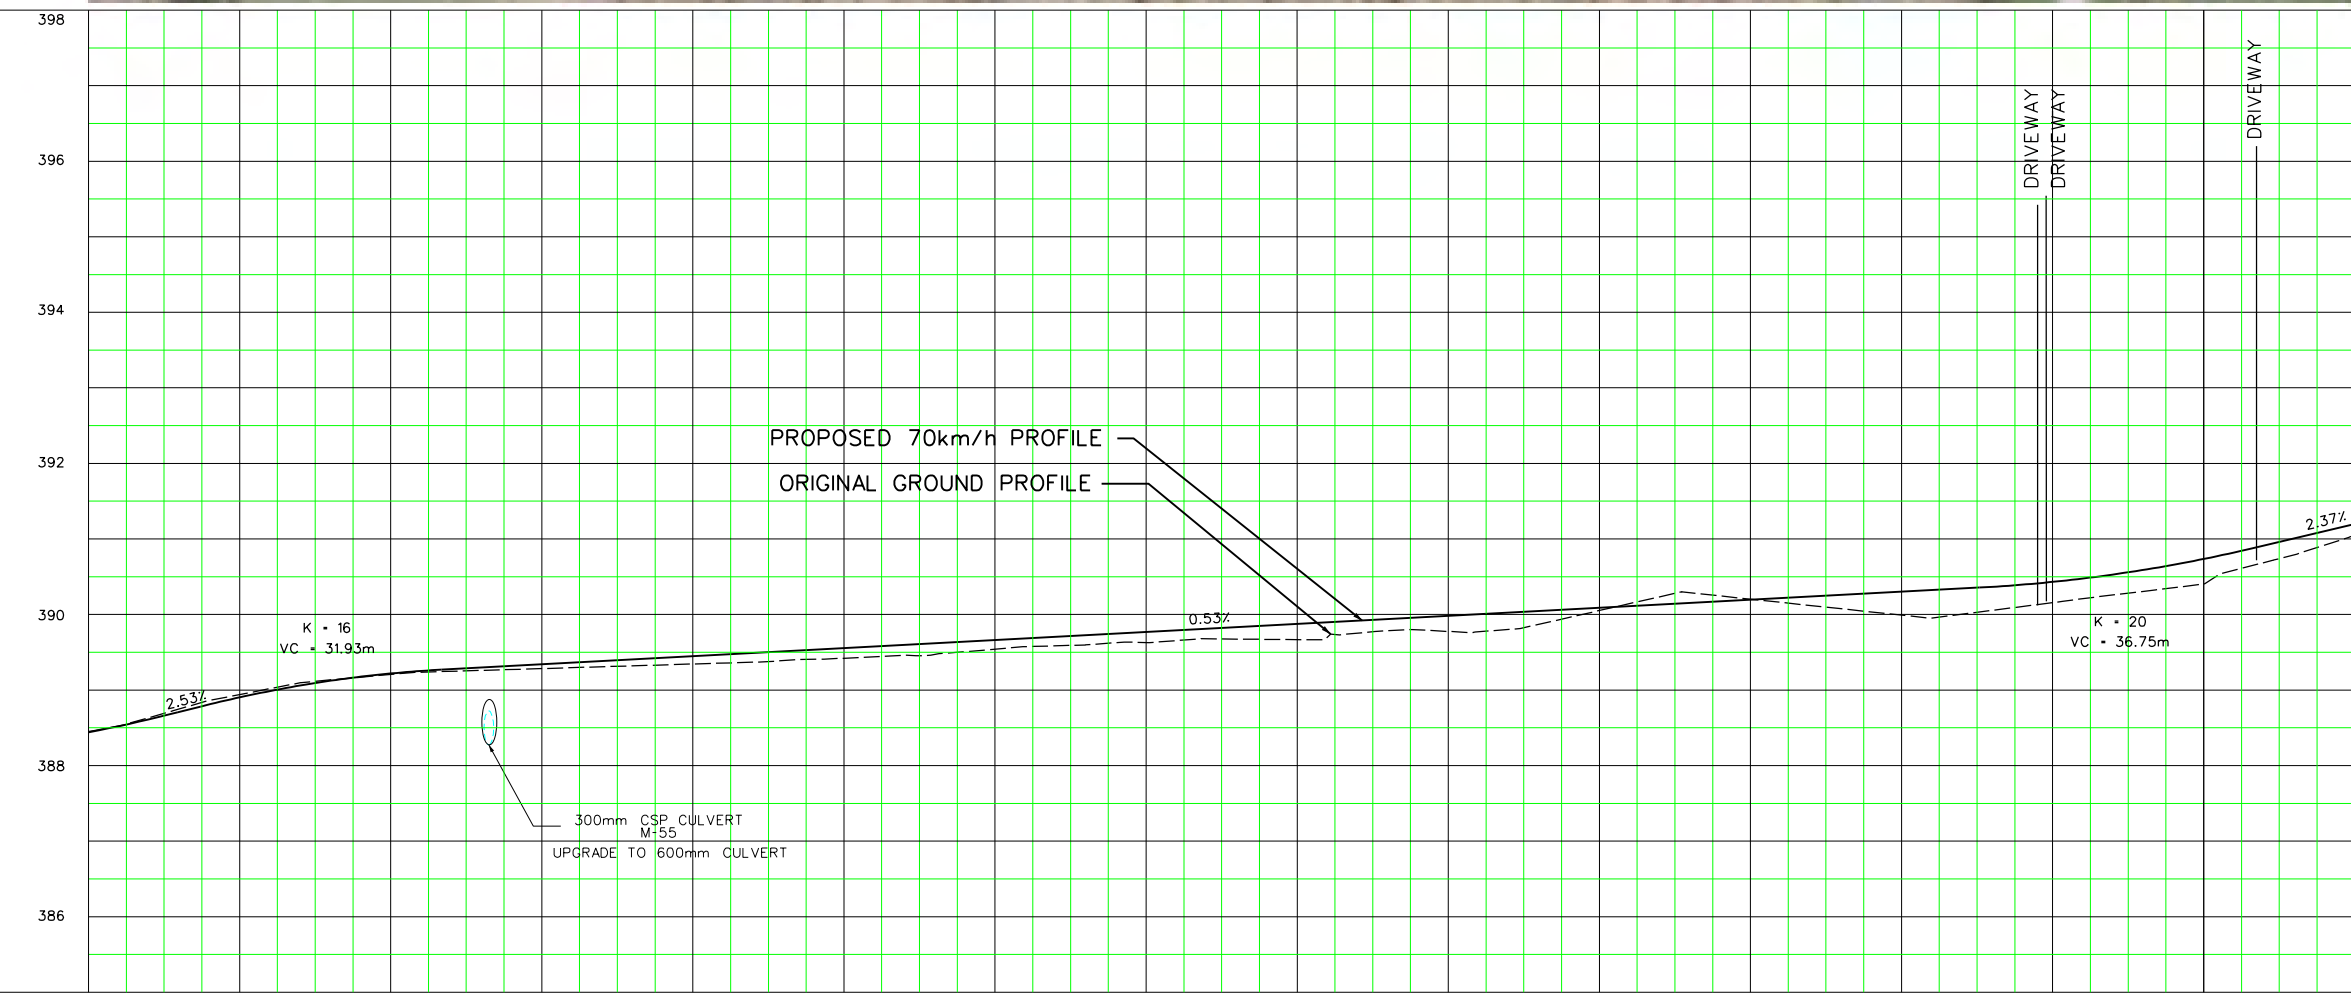 398
396
394
392
390
388
386
DRIVEWAY
DRIVEWAY
DRIVEWAY
PROPOSED 70km/h PROFILE
ORIGINAL GROUND PROFILE
2.37%
0.53%
K = 16
VC = 31.93m
K = 20
VC = 36.75m
2.53%
300mm CSP CULVERT
M-55
UPGRADE TO 600mm CULVERT